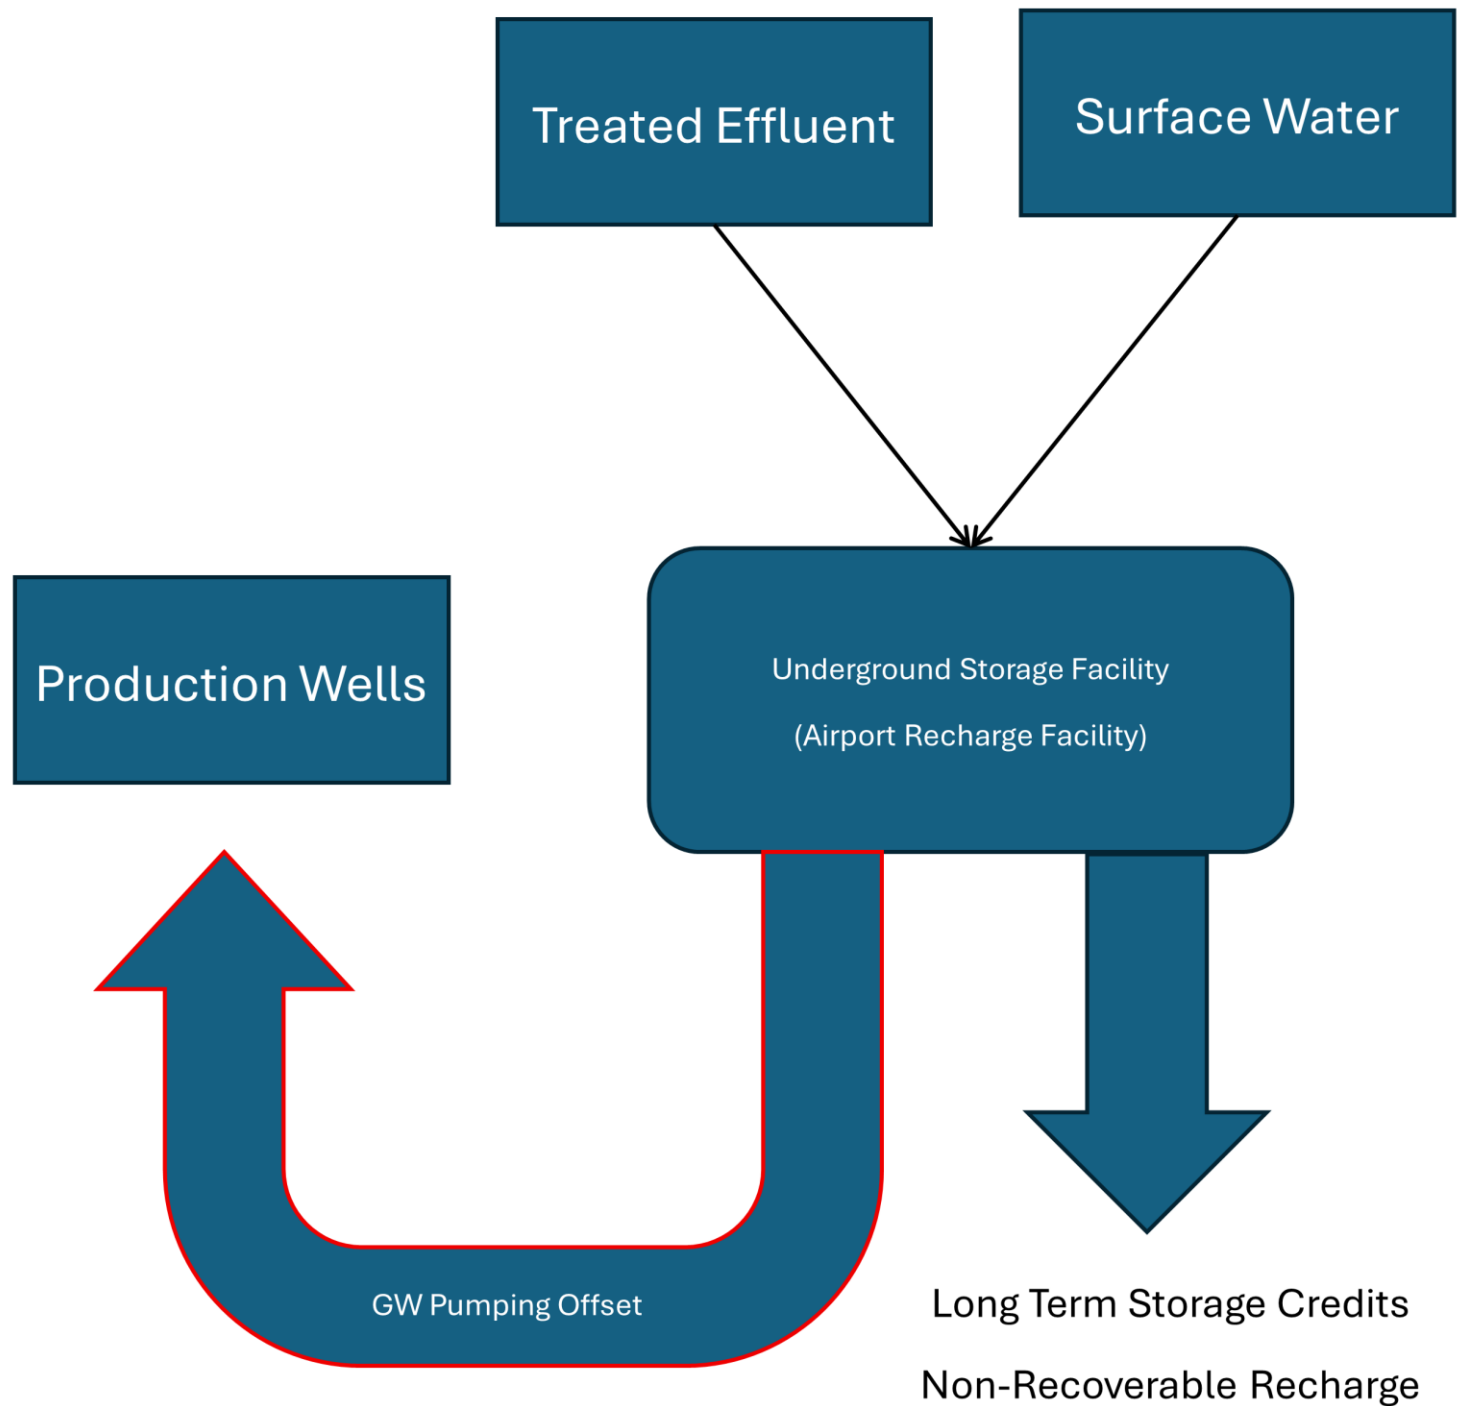 Treated Effluent
Surface Water
Production Wells
Underground Storage Facility
(Airport Recharge Facility)
GW Pumping Offset
Long Term Storage Credits
Non-Recoverable Recharge